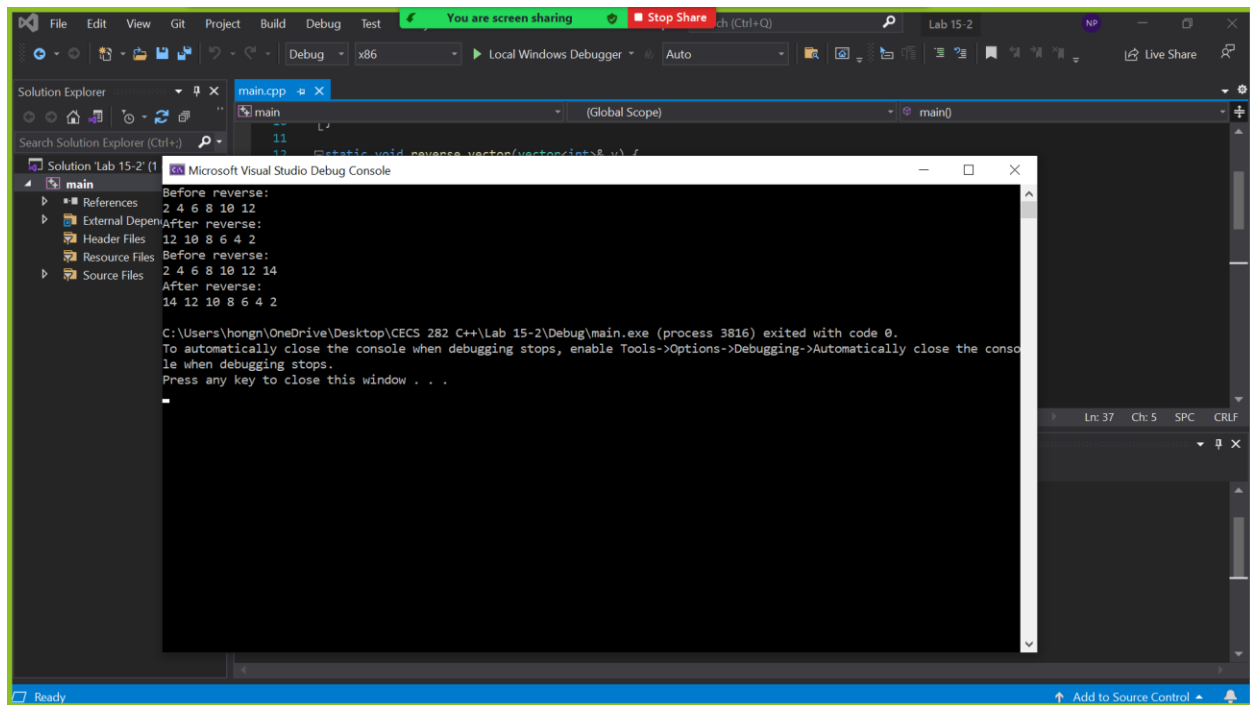 File Edit View Git Project Build Debug Test
You are screen sharing
Stop Share
ch (Ctrl+Q)
Lab 15-2
NP
Debug
x86
Local Windows Debugger
Auto
Live Share
Solution Explorer
main.cpp
main
(Global Scope)
main()
Search Solution Explorer (Ctrl+;)
11
12 static void reverse_vector(vector<int>& v) {
Solution 'Lab 15-2' (1
main
References
External Depen
Header Files
Resource Files
Source Files
Microsoft Visual Studio Debug Console
Before reverse:
2 4 6 8 10 12
After reverse:
12 10 8 6 4 2
Before reverse:
2 4 6 8 10 12 14
After reverse:
14 12 10 8 6 4 2
C:\Users\hongn\OneDrive\Desktop\CECS 282 C++\Lab 15-2\Debug\main.exe (process 3816) exited with code 0.
To automatically close the console when debugging stops, enable Tools->Options->Debugging->Automatically close the conso
le when debugging stops.
Press any key to close this window . . .
Ln: 37 Ch: 5 SPC CRLF
Ready
Add to Source Control